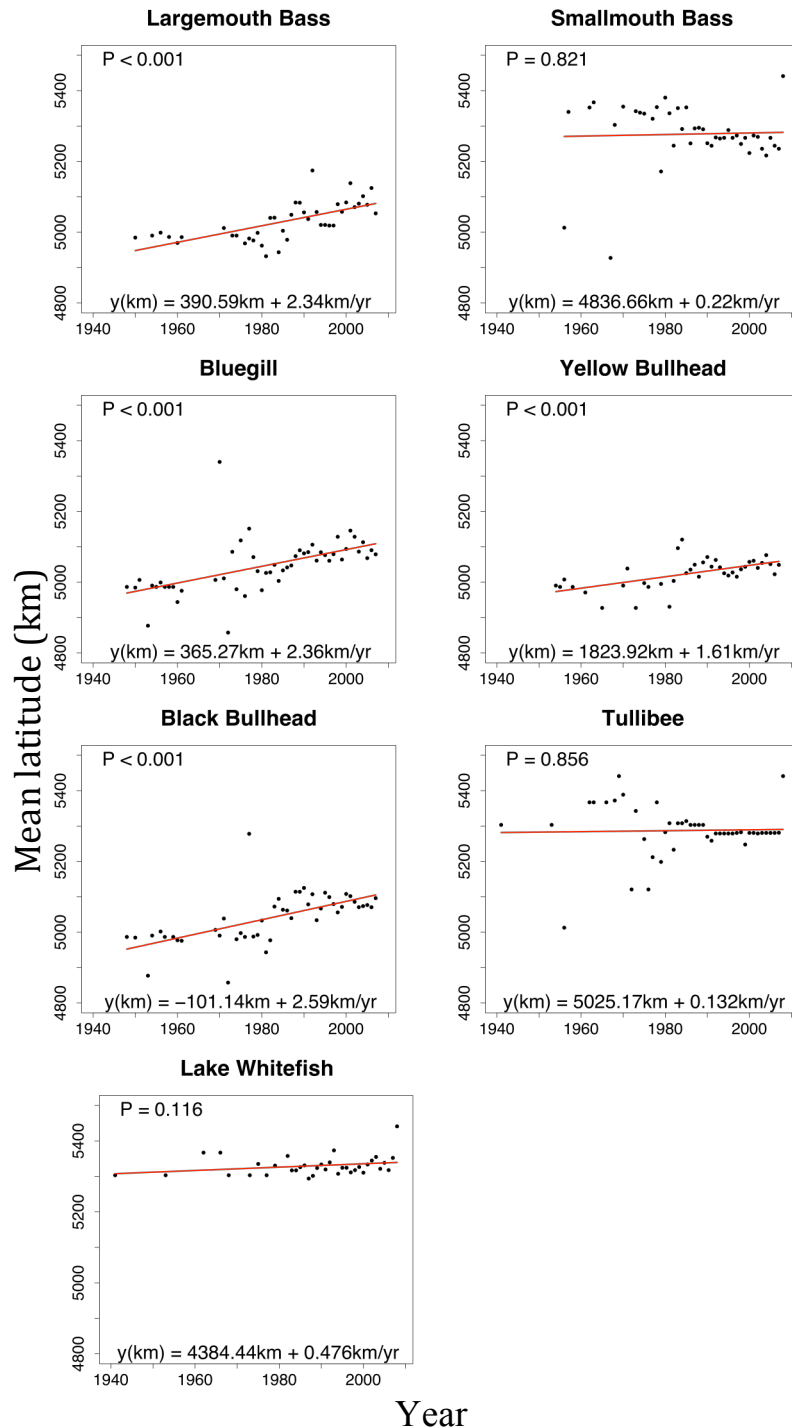 Largemouth Bass
P < 0.001
5400
5200
5000
4800
y(km) = 390.59km + 2.34km/yr
1940 1960 1980 2000
Smallmouth Bass
P = 0.821
5400
5200
5000
4800
y(km) = 4836.66km + 0.22km/yr
1940 1960 1980 2000
Bluegill
P < 0.001
5400
5200
5000
4800
y(km) = 365.27km + 2.36km/yr
1940 1960 1980 2000
Yellow Bullhead
P < 0.001
5400
5200
5000
4800
y(km) = 1823.92km + 1.61km/yr
1940 1960 1980 2000
Mean latitude (km)
Black Bullhead
P < 0.001
5400
5200
5000
4800
y(km) = −101.14km + 2.59km/yr
1940 1960 1980 2000
Tullibee
P = 0.856
5400
5200
5000
4800
y(km) = 5025.17km + 0.132km/yr
1940 1960 1980 2000
Lake Whitefish
P = 0.116
5400
5200
5000
4800
y(km) = 4384.44km + 0.476km/yr
1940 1960 1980 2000
Year